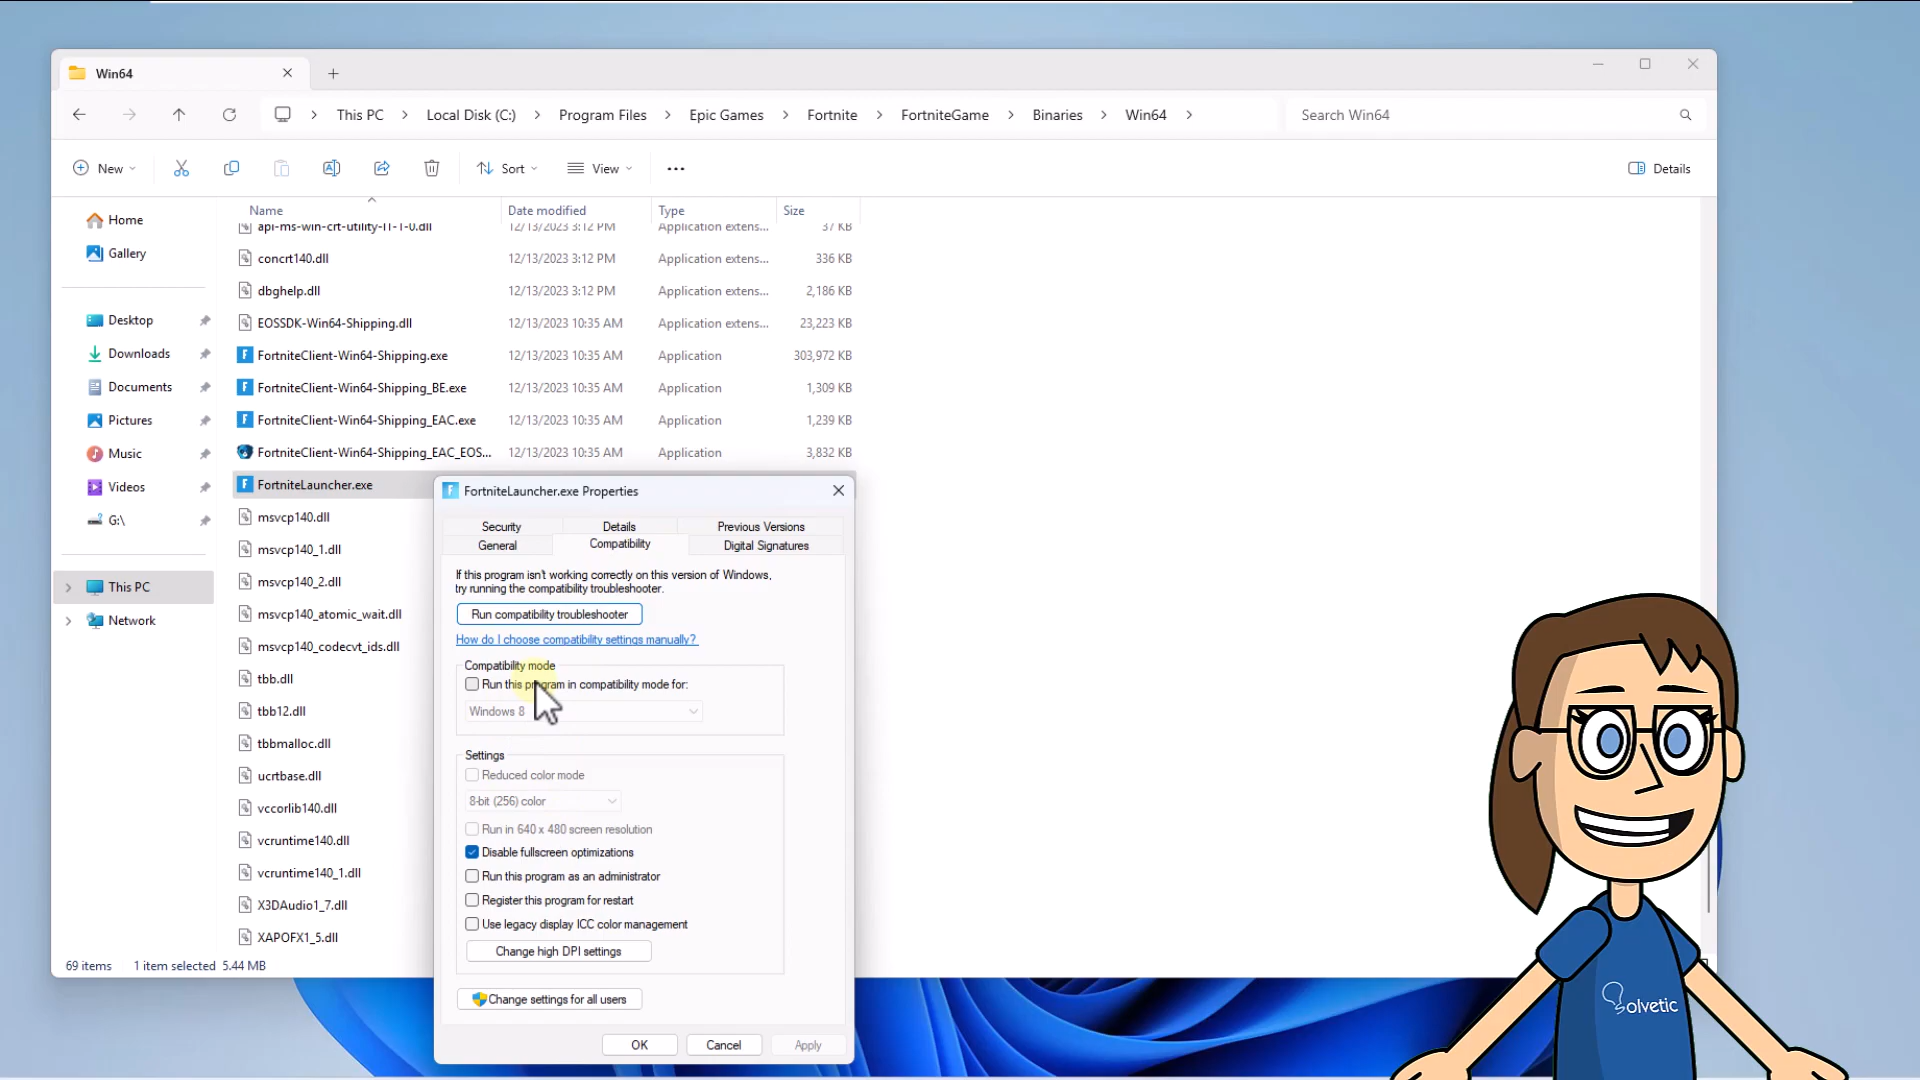 Win64
This PC > Local Disk (C:) > Program Files > Epic Games > Fortnite > FortniteGame > Binaries > Win64 >
Search Win64
New
Sort
View
Details
Home
Gallery
Desktop
Downloads
Documents
Pictures
Music
Videos
G:\
This PC
Network
Name Date modified Type Size
api-ms-win-crt-utility-l1-1-0.dll 12/13/2023 3:12 PM Application extens... 37 KB
concrt140.dll 12/13/2023 3:12 PM Application extens... 336 KB
dbghelp.dll 12/13/2023 3:12 PM Application extens... 2,186 KB
EOSSDK-Win64-Shipping.dll 12/13/2023 10:35 AM Application extens... 23,223 KB
FortniteClient-Win64-Shipping.exe 12/13/2023 10:35 AM Application 303,972 KB
FortniteClient-Win64-Shipping_BE.exe 12/13/2023 10:35 AM Application 1,309 KB
FortniteClient-Win64-Shipping_EAC.exe 12/13/2023 10:35 AM Application 1,239 KB
FortniteClient-Win64-Shipping_EAC_EOS... 12/13/2023 10:35 AM Application 3,832 KB
FortniteLauncher.exe
msvcp140.dll
msvcp140_1.dll
msvcp140_2.dll
msvcp140_atomic_wait.dll
msvcp140_codecvt_ids.dll
tbb.dll
tbb12.dll
tbbmalloc.dll
ucrtbase.dll
vccorlib140.dll
vcruntime140.dll
vcruntime140_1.dll
X3DAudio1_7.dll
XAPOFX1_5.dll
69 items 1 item selected 5.44 MB
FortniteLauncher.exe Properties
Security Details Previous Versions
General Compatibility Digital Signatures
If this program isn't working correctly on this version of Windows,
try running the compatibility troubleshooter.
Run compatibility troubleshooter
How do I choose compatibility settings manually?
Compatibility mode
Run this program in compatibility mode for:
Windows 8
Settings
Reduced color mode
8-bit (256) color
Run in 640 x 480 screen resolution
Disable fullscreen optimizations
Run this program as an administrator
Register this program for restart
Use legacy display ICC color management
Change high DPI settings
Change settings for all users
OK Cancel Apply
Solvetic